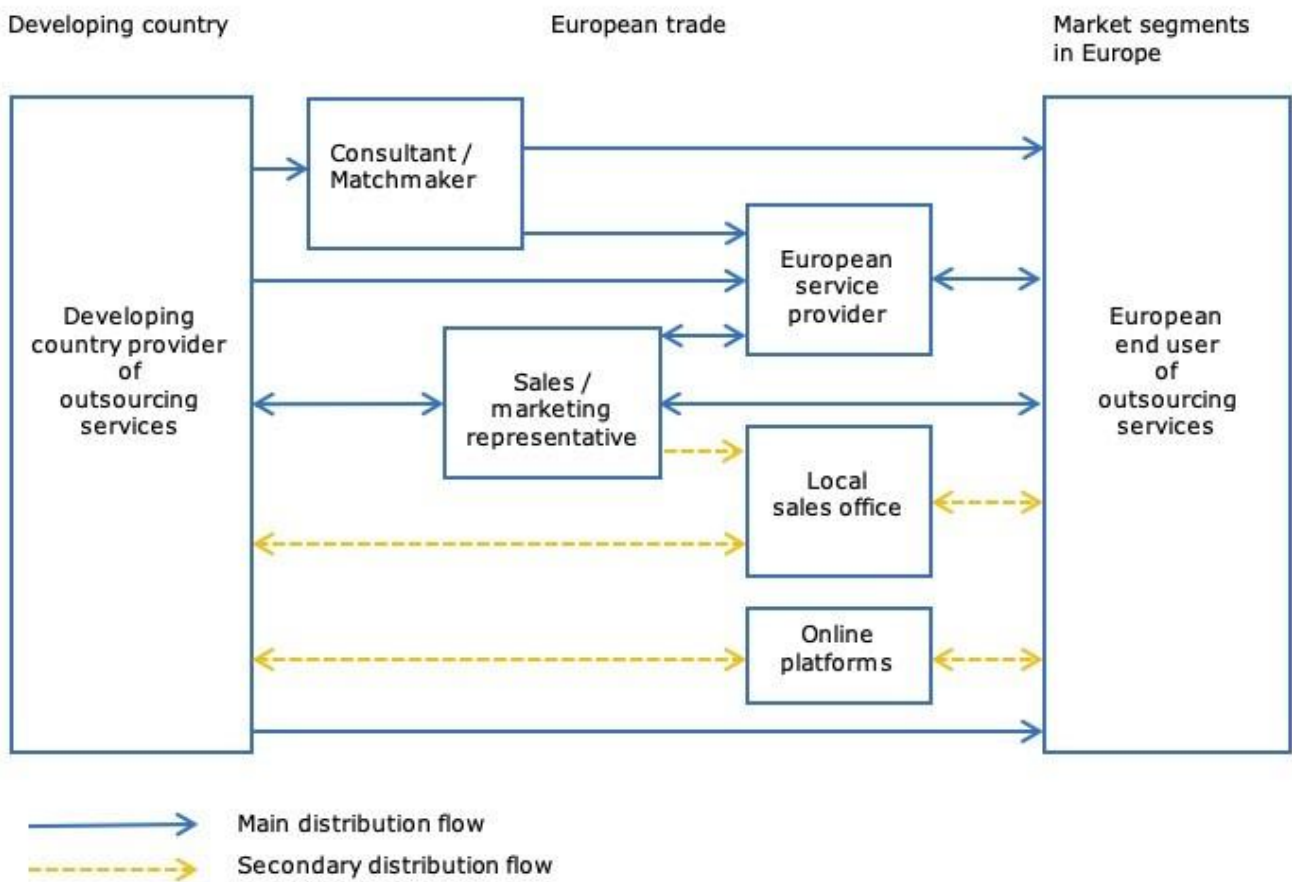 Developing country
European trade
Market segments
in Europe
Consultant /
Matchmaker
European
service
provider
Developing
country provider
of
outsourcing
services
Sales /
marketing
representative
European
end user
of
outsourcing
services
Local
sales office
Online
platforms
Main distribution flow
Secondary distribution flow